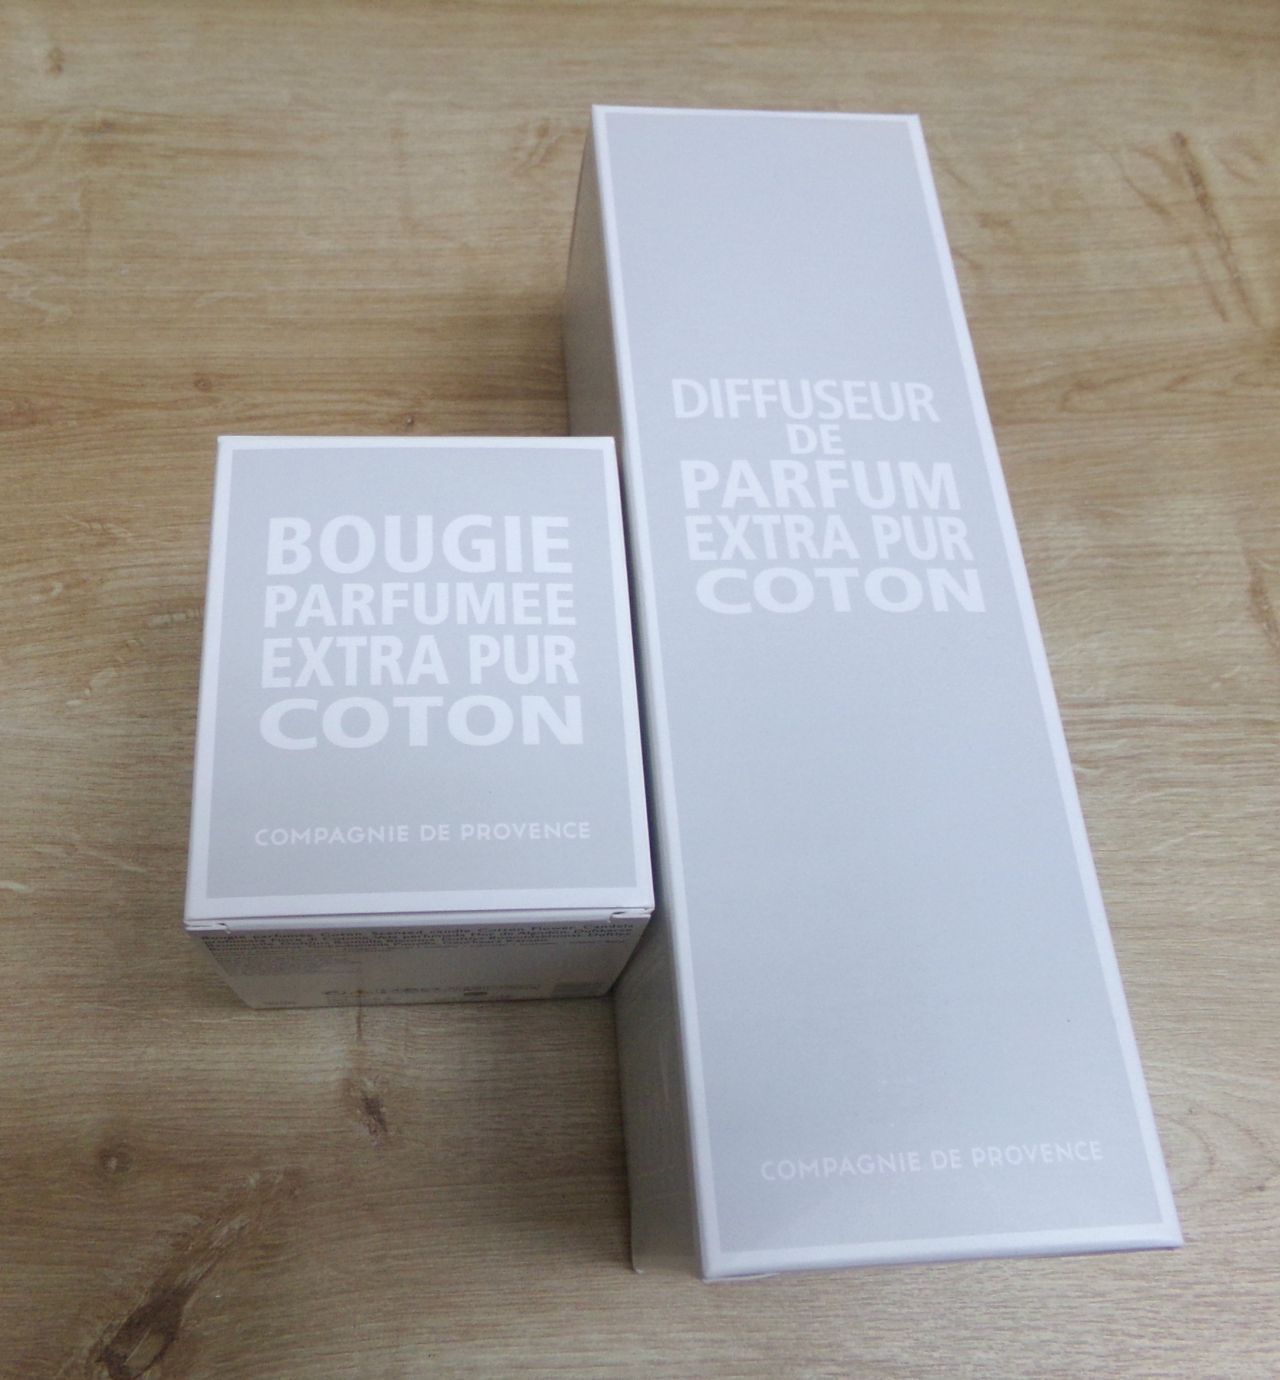 BOUGIE
PARFUMEE
EXTRA PUR
COTON
COMPAGNIE DE PROVENCE
DIFFUSEUR
DE
PARFUM
EXTRA PUR
COTON
COMPAGNIE DE PROVENCE